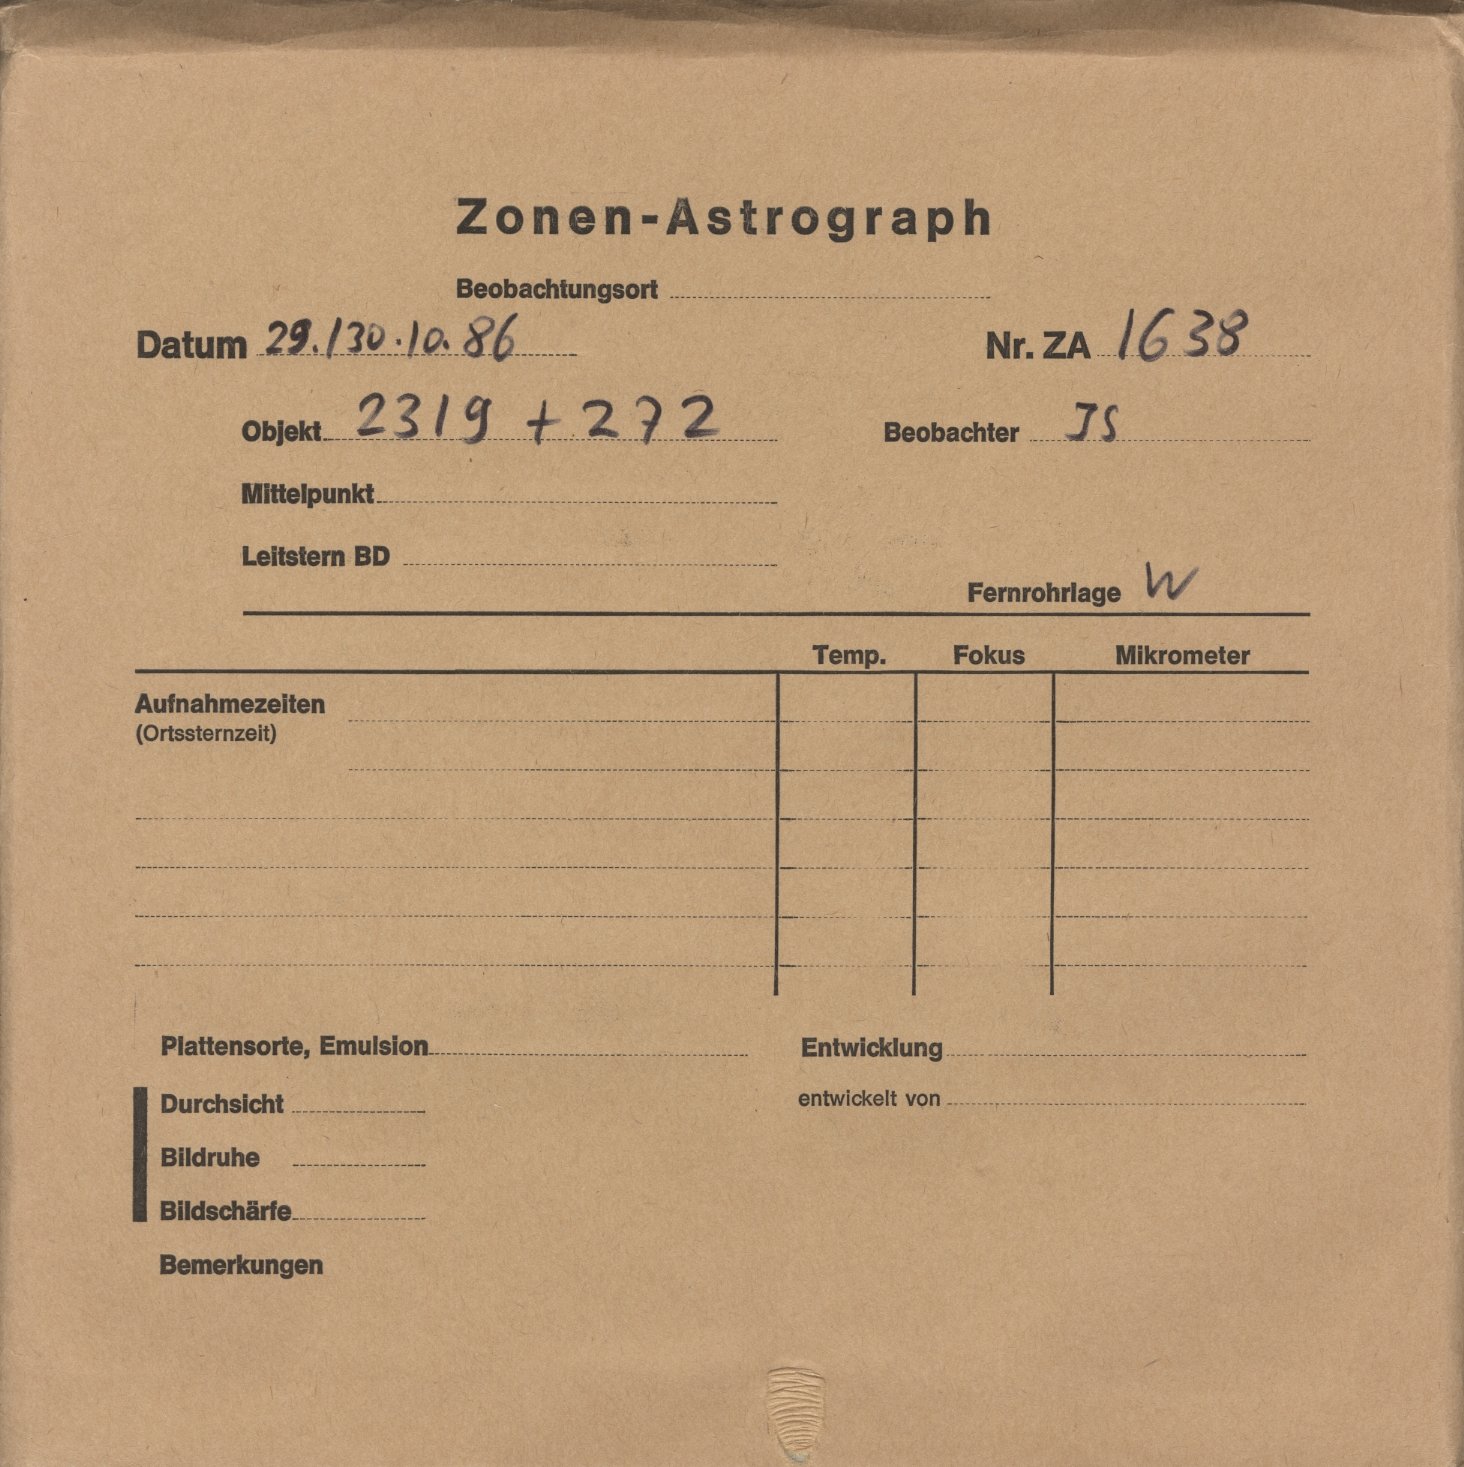 Zonen-Astrograph
Beobachtungsort
Datum 29./30.10.86 Nr. ZA 1638
Objekt 2319 + 272 Beobachter JS
Mittelpunkt
Leitstern BD
Fernrohrlage W
Temp. Fokus Mikrometer
Aufnahmezeiten
(Ortssternzeit)
Plattensorte, Emulsion Entwicklung
Durchsicht entwickelt von
Bildruhe
Bildschärfe
Bemerkungen